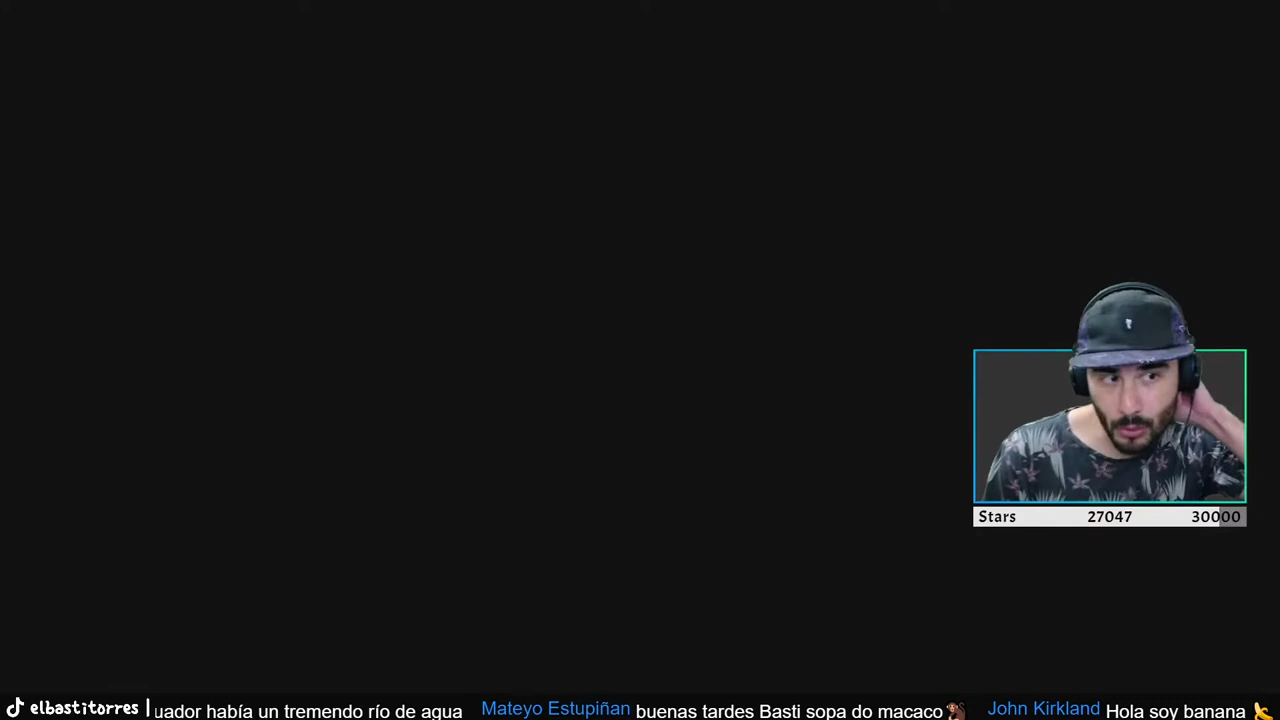 Stars 27047 30000
elbastitorres | uador había un tremendo río de agua Mateyo Estupiñan buenas tardes Basti sopa do macaco🐒 John Kirkland Hola soy banana 🍌